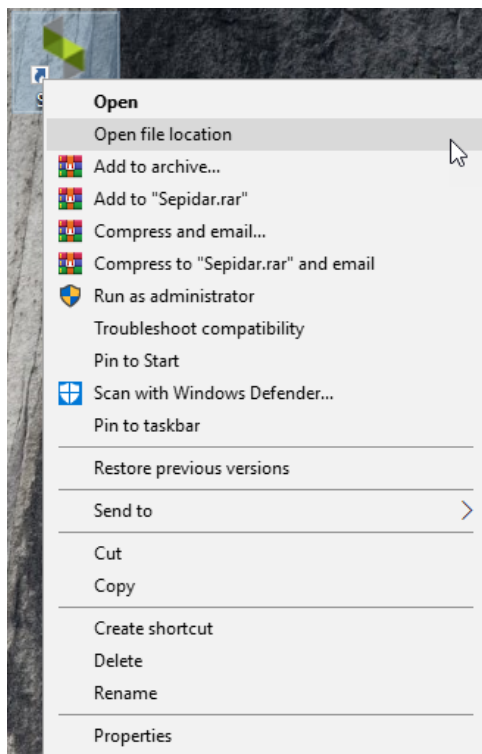 Open
Open file location
Add to archive...
Add to "Sepidar.rar"
Compress and email...
Compress to "Sepidar.rar" and email
Run as administrator
Troubleshoot compatibility
Pin to Start
Scan with Windows Defender...
Pin to taskbar
Restore previous versions
Send to
Cut
Copy
Create shortcut
Delete
Rename
Properties